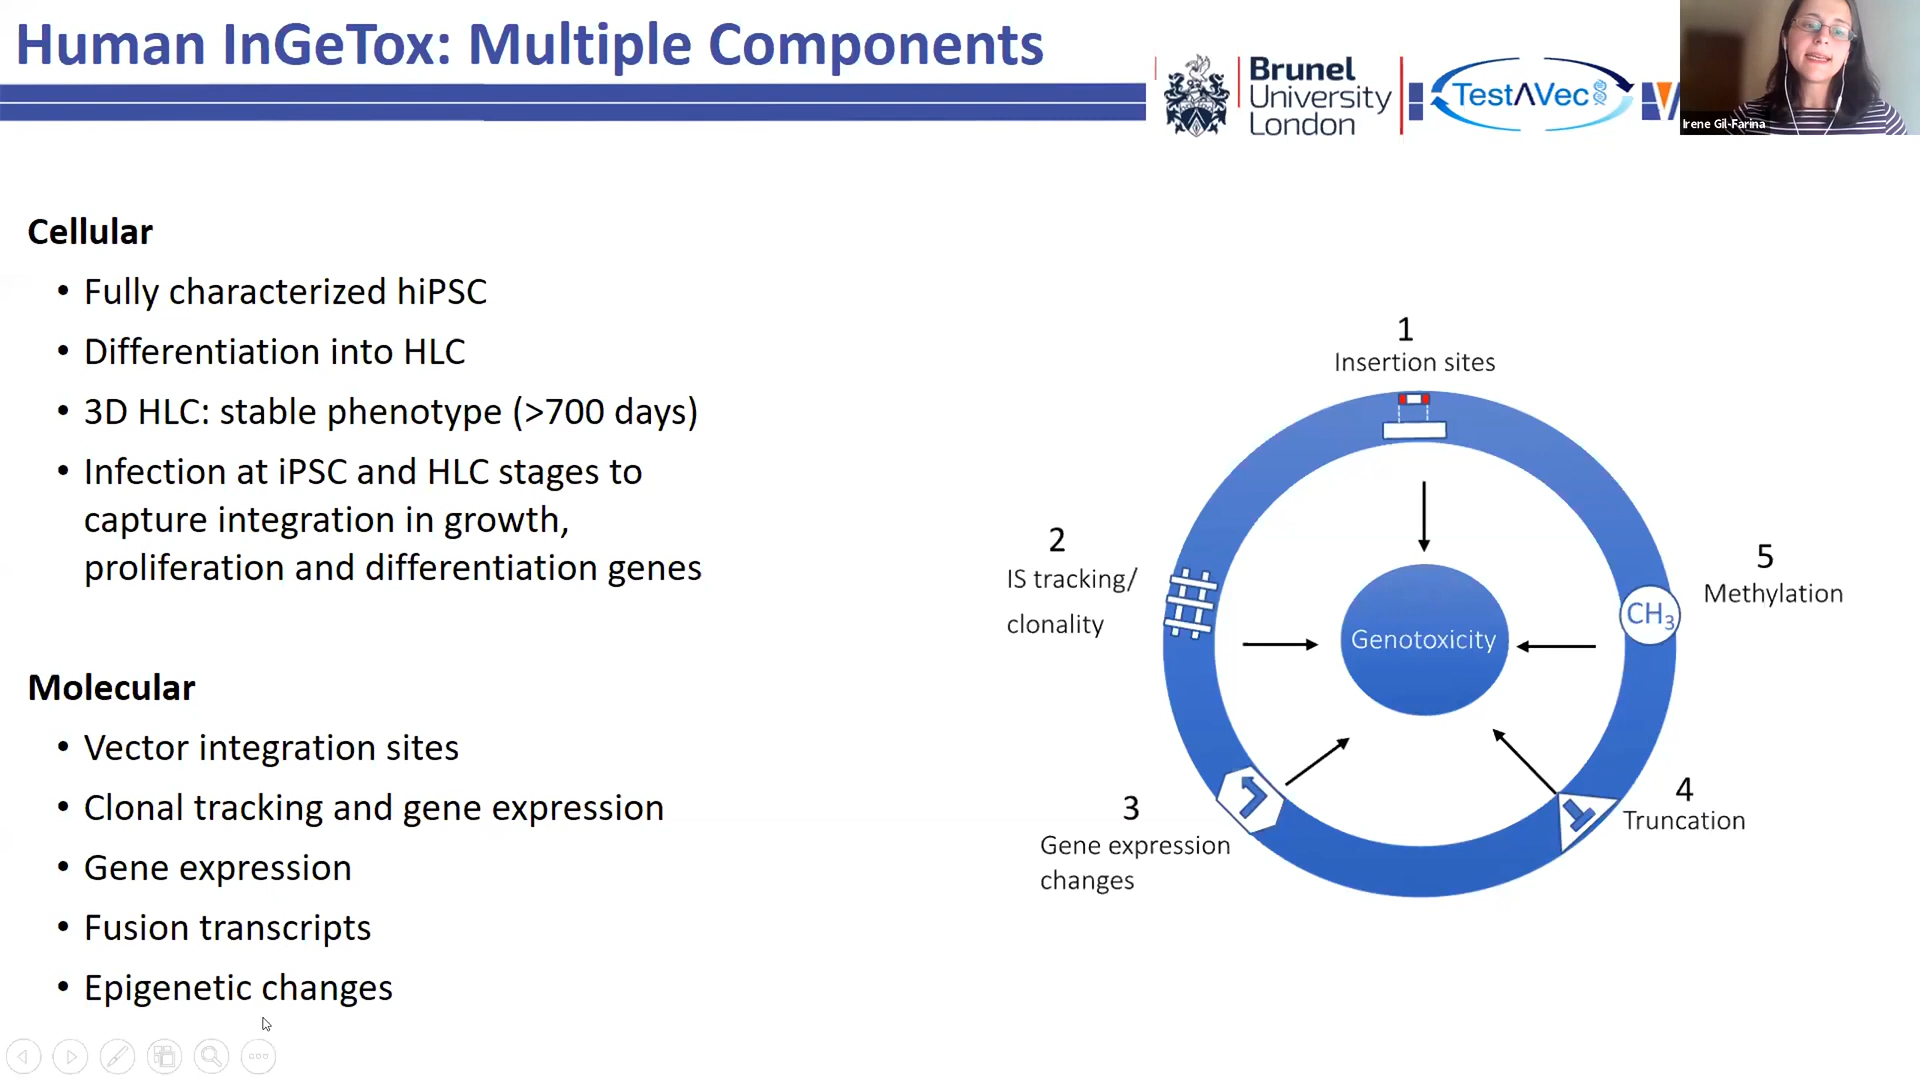 Human InGeTox: Multiple Components
Brunel
University
London
TestΛVec
Irene Gil-Farina
Cellular
• Fully characterized hiPSC
• Differentiation into HLC
• 3D HLC: stable phenotype (>700 days)
• Infection at iPSC and HLC stages to
capture integration in growth,
proliferation and differentiation genes
Molecular
• Vector integration sites
• Clonal tracking and gene expression
• Gene expression
• Fusion transcripts
• Epigenetic changes
1
Insertion sites
2
IS tracking/
clonality
5
Methylation
CH₃
Genotoxicity
3
Gene expression
changes
4
Truncation